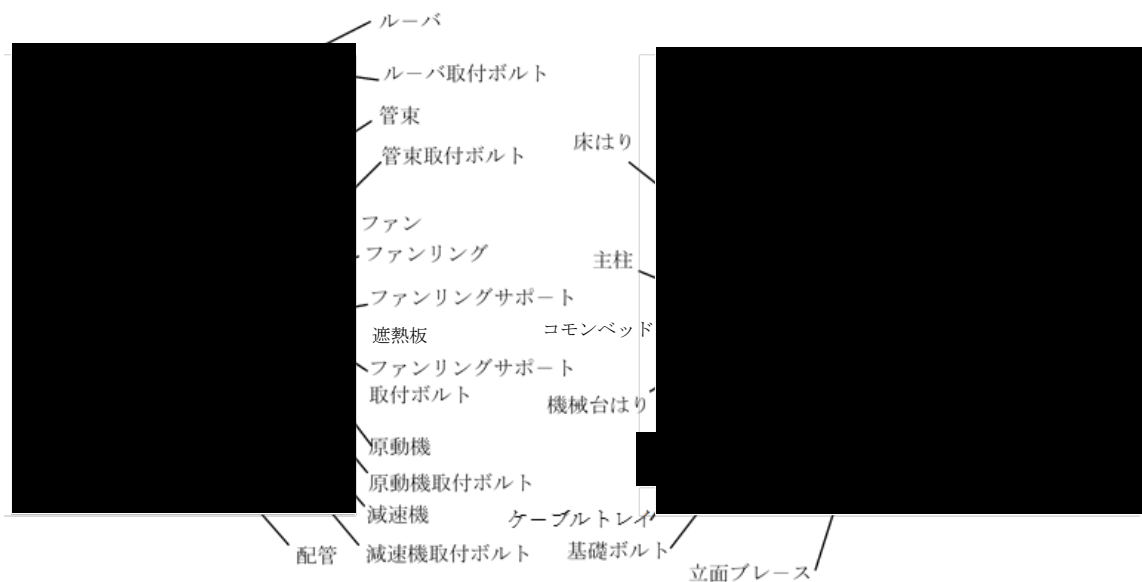 ルーバ
ルーバ取付ボルト
管束
管束取付ボルト
ファン
ファンリング
ファンリングサポート
遮熱板
ファンリングサポート
取付ボルト
原動機
原動機取付ボルト
減速機
減速機取付ボルト
配管
床はり
主柱
コモンベッド
機械台はり
ケーブルトレイ
基礎ボルト
立面ブレース